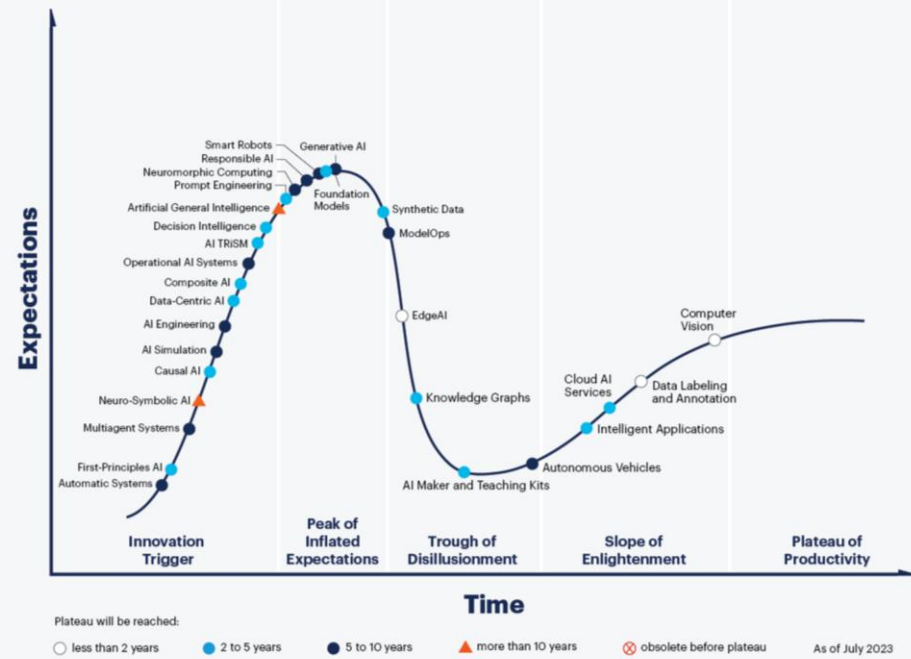 Expectations
Smart Robots
Generative AI
Responsible AI
Neuromorphic Computing
Prompt Engineering
Foundation
Models
Artificial General Intelligence
Synthetic Data
Decision Intelligence
ModelOps
AI TRiSM
Operational AI Systems
Composite AI
Data-Centric AI
EdgeAI
Computer
Vision
AI Engineering
AI Simulation
Causal AI
Cloud AI
Services
Data Labeling
and Annotation
Neuro-Symbolic AI
Knowledge Graphs
Multiagent Systems
Intelligent Applications
First-Principles AI
Autonomous Vehicles
Automatic Systems
AI Maker and Teaching Kits
Innovation
Trigger
Peak of
Inflated
Expectations
Trough of
Disillusionment
Slope of
Enlightenment
Plateau of
Productivity
Time
Plateau will be reached:
less than 2 years
2 to 5 years
5 to 10 years
more than 10 years
obsolete before plateau
As of July 2023